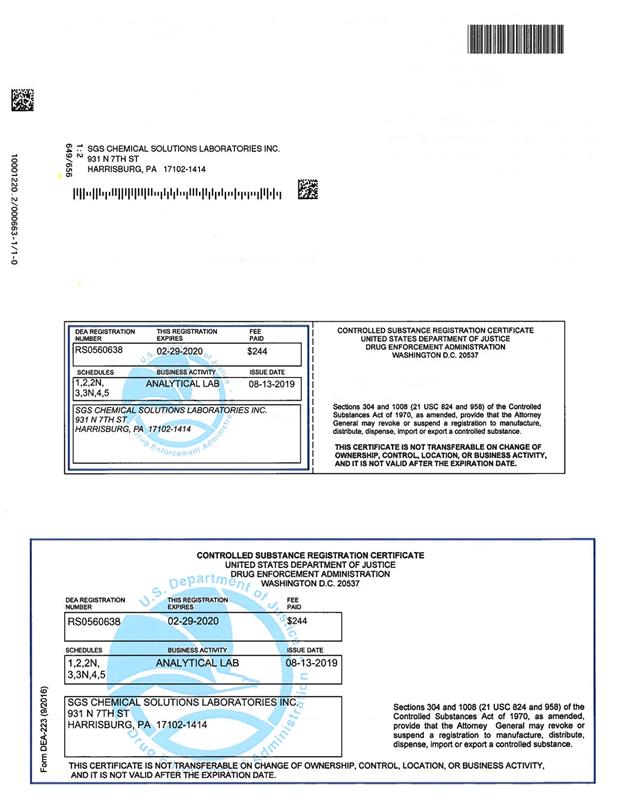 1:2
649/656
SGS CHEMICAL SOLUTIONS LABORATORIES INC.
931 N 7TH ST
HARRISBURG, PA 17102-1414
10001220.2/000663-1/1-0
DEA REGISTRATION NUMBER
THIS REGISTRATION EXPIRES
FEE PAID
RS0560638
02-29-2020
$244
SCHEDULES
BUSINESS ACTIVITY
ISSUE DATE
1,2,2N,
3,3N,4,5
ANALYTICAL LAB
08-13-2019
SGS CHEMICAL SOLUTIONS LABORATORIES INC.
931 N 7TH ST
HARRISBURG, PA 17102-1414
Drug Enforcement Administra
CONTROLLED SUBSTANCE REGISTRATION CERTIFICATE
UNITED STATES DEPARTMENT OF JUSTICE
DRUG ENFORCEMENT ADMINISTRATION
WASHINGTON D.C. 20537
Sections 304 and 1008 (21 USC 824 and 958) of the Controlled
Substances Act of 1970, as amended, provide that the Attorney
General may revoke or suspend a registration to manufacture,
distribute, dispense, import or export a controlled substance.
THIS CERTIFICATE IS NOT TRANSFERABLE ON CHANGE OF
OWNERSHIP, CONTROL, LOCATION, OR BUSINESS ACTIVITY,
AND IT IS NOT VALID AFTER THE EXPIRATION DATE.
CONTROLLED SUBSTANCE REGISTRATION CERTIFICATE
UNITED STATES DEPARTMENT OF JUSTICE
DRUG ENFORCEMENT ADMINISTRATION
WASHINGTON D.C. 20537
U.S. Department of Justice
DEA REGISTRATION NUMBER
THIS REGISTRATION EXPIRES
FEE PAID
RS0560638
02-29-2020
$244
SCHEDULES
BUSINESS ACTIVITY
ISSUE DATE
1,2,2N,
3,3N,4,5
ANALYTICAL LAB
08-13-2019
SGS CHEMICAL SOLUTIONS LABORATORIES INC.
931 N 7TH ST
HARRISBURG, PA 17102-1414
Sections 304 and 1008 (21 USC 824 and 958) of the
Controlled Substances Act of 1970, as amended,
provide that the Attorney General may revoke or
suspend a registration to manufacture, distribute,
dispense, import or export a controlled substance.
Form DEA-223 (9/2016)
THIS CERTIFICATE IS NOT TRANSFERABLE ON CHANGE OF OWNERSHIP, CONTROL, LOCATION, OR BUSINESS ACTIVITY,
AND IT IS NOT VALID AFTER THE EXPIRATION DATE.